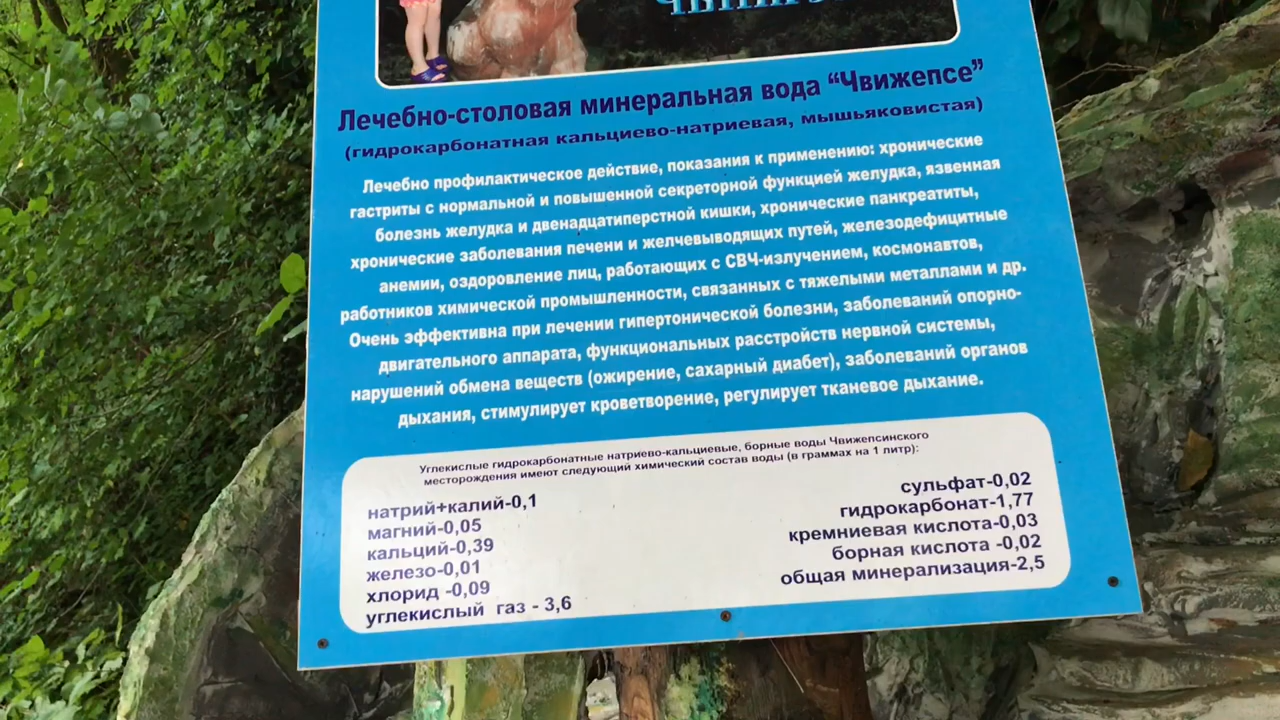 Лечебно-столовая минеральная вода “Чвижепсе”
(гидрокарбонатная кальциево-натриевая, мышьяковистая)
Лечебно профилактическое действие, показания к применению: хронические
гастриты с нормальной и повышенной секреторной функцией желудка, язвенная
болезнь желудка и двенадцатиперстной кишки, хронические панкреатиты,
хронические заболевания печени и желчевыводящих путей, железодефицитные
анемии, оздоровление лиц, работающих с СВЧ-излучением, космонавтов,
работников химической промышленности, связанных с тяжелыми металлами и др.
Очень эффективна при лечении гипертонической болезни, заболеваний опорно-
двигательного аппарата, функциональных расстройств нервной системы,
нарушений обмена веществ (ожирение, сахарный диабет), заболеваний органов
дыхания, стимулирует кроветворение, регулирует тканевое дыхание.
Углекислые гидрокарбонатные натриево-кальциевые, борные воды Чвижепсинского
месторождения имеют следующий химический состав воды (в граммах на 1 литр):
натрий+калий-0,1
магний-0,05
кальций-0,39
железо-0,01
хлорид -0,09
углекислый газ - 3,6
сульфат-0,02
гидрокарбонат-1,77
кремниевая кислота-0,03
борная кислота -0,02
общая минерализация-2,5